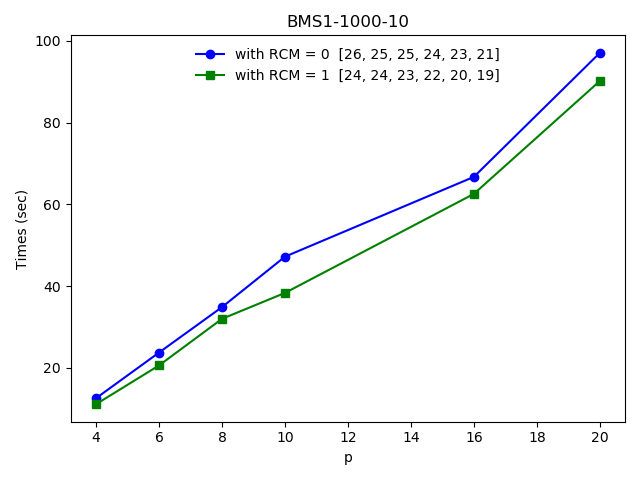 BMS1-1000-10
with RCM = 0 [26, 25, 25, 24, 23, 21]
with RCM = 1 [24, 24, 23, 22, 20, 19]
100
80
60
40
20
Times (sec)
4 6 8 10 12 14 16 18 20
p